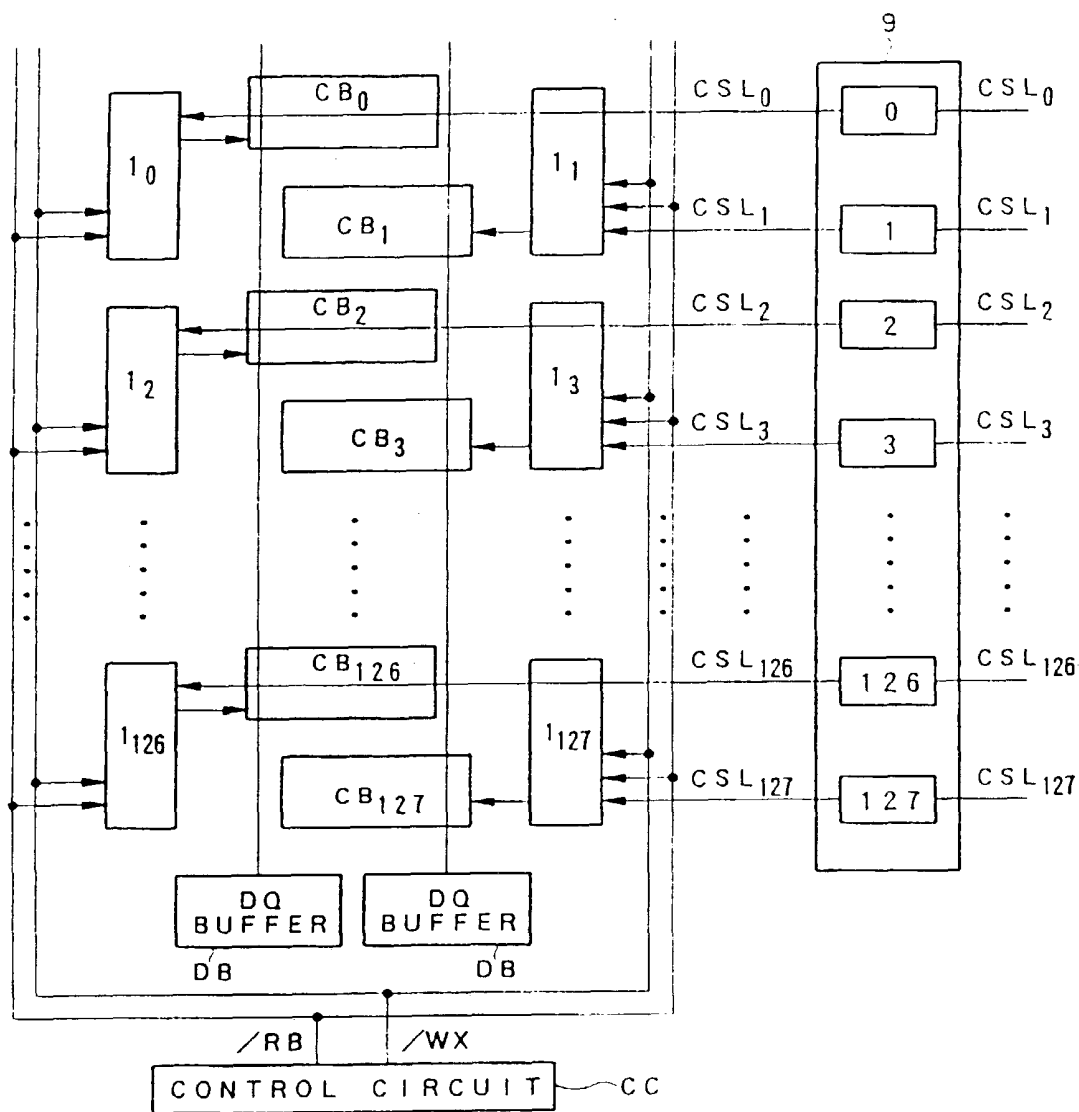 9
CB₀ CSL₀ 0 CSL₀
1₀ 1₁
CB₁ CSL₁ 1 CSL₁
CB₂ CSL₂ 2 CSL₂
1₂ 1₃
CB₃ CSL₃ 3 CSL₃
CB₁₂₆ CSL₁₂₆ 126 CSL₁₂₆
1₁₂₆ 1₁₂₇
CB₁₂₇ CSL₁₂₇ 127 CSL₁₂₇
DQ BUFFER
DQ BUFFER
DB DB
/RB /WX
CONTROL CIRCUIT CC